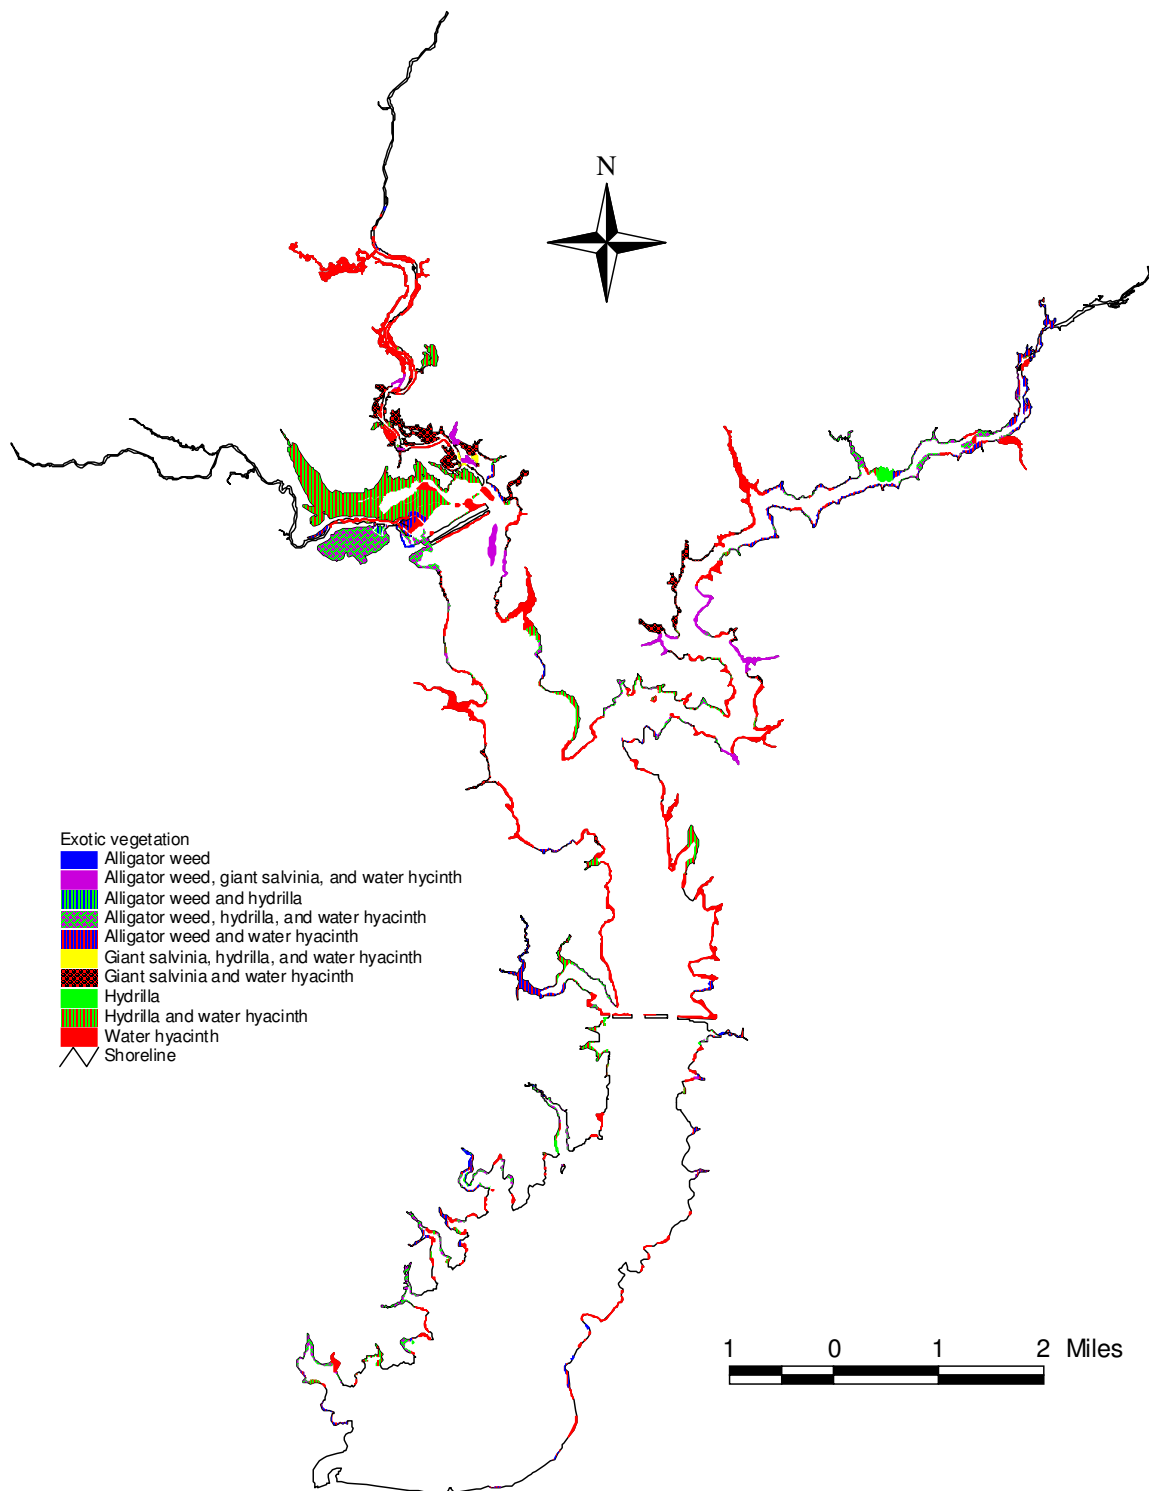 N
Exotic vegetation
Alligator weed
Alligator weed, giant salvinia, and water hycinth
Alligator weed and hydrilla
Alligator weed, hydrilla, and water hyacinth
Alligator weed and water hyacinth
Giant salvinia, hydrilla, and water hyacinth
Giant salvinia and water hyacinth
Hydrilla
Hydrilla and water hyacinth
Water hyacinth
Shoreline
1 0 1 2 Miles